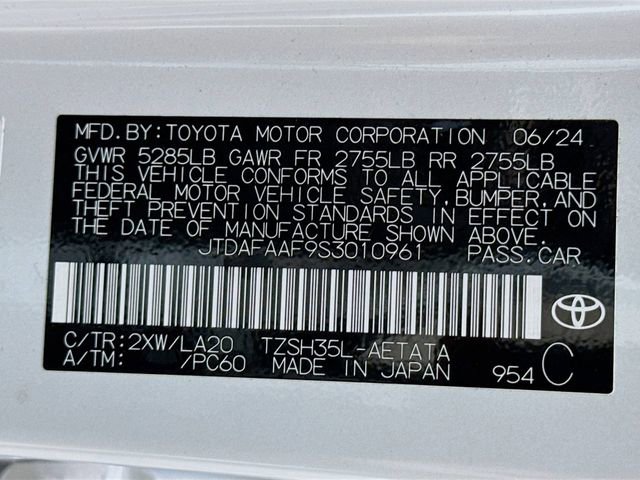 MFD.BY:TOYOTA MOTOR CORPORATION 06/24
GVWR 5285LB GAWR FR 2755LB RR 2755LB
THIS VEHICLE CONFORMS TO ALL APPLICABLE
FEDERAL MOTOR VEHICLE SAFETY,BUMPER,AND
THEFT PREVENTION STANDARDS IN EFFECT ON
THE DATE OF MANUFACTURE SHOWN ABOVE.
JTDAFAAF9S3010961 PASS.CAR
C/TR:2XW/LA20 TZSH35L-AETATA
A/TM: /PC60 MADE IN JAPAN 954 C